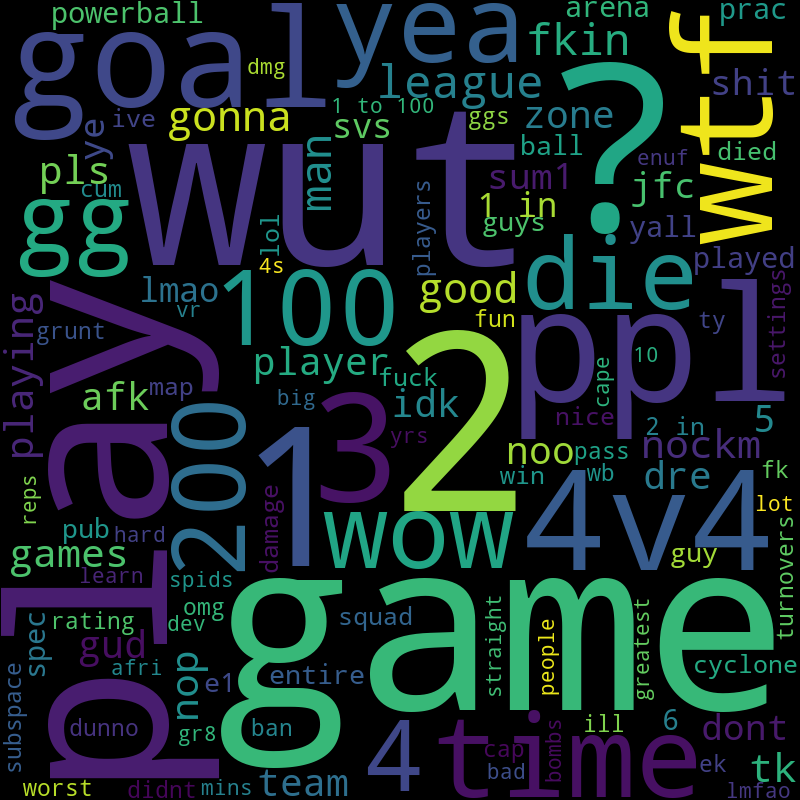 powerball
goal
yea
arena
prac
fkin
wtf
dmg
league
shit
ive
gonna
1 to 100
svs
ggs
zone
ye
wut
?
man
ball
enuf
died
pls
cum
sum1
jfc
gg
players
1 in
guys
yall
lol
4s
die
played
lmao
100
good
settings
vr
fun
ty
ppl
playing
grunt
play
player
fuck
cape
10
afk
map
big
3
2
idk
nice
5
200
1
yrs
noo
pass
2 in
nockm
win
wb
dre
fk
reps
damage
wow
4v4
lot
pub
hard
games
guy
turnovers
learn
spids
game
omg
squad
straight
people
greatest
rating
dev
spec
gud
afri
nop
e1
entire
cyclone
subspace
dunno
gr8
ban
4
time
cap
bad
bombs
ill
6
dont
ek
tk
worst
didnt
mins
team
lmfao